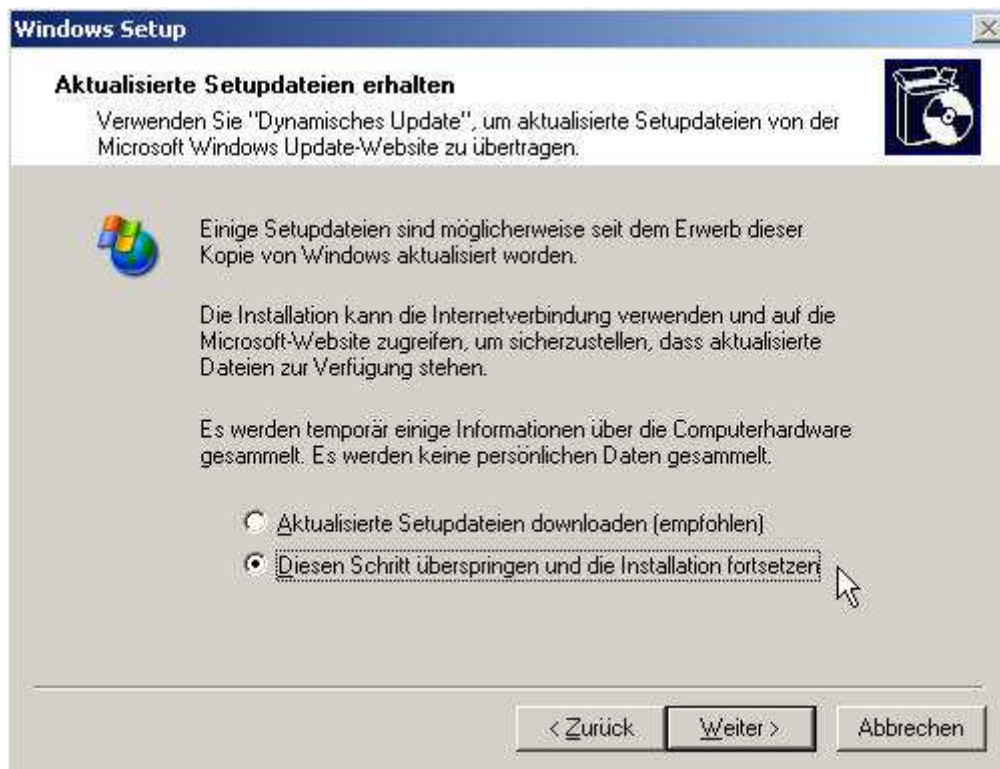 Windows Setup
Aktualisierte Setupdateien erhalten
Verwenden Sie "Dynamisches Update", um aktualisierte Setupdateien von der
Microsoft Windows Update-Website zu übertragen.
Einige Setupdateien sind möglicherweise seit dem Erwerb dieser
Kopie von Windows aktualisiert worden.
Die Installation kann die Internetverbindung verwenden und auf die
Microsoft-Website zugreifen, um sicherzustellen, dass aktualisierte
Dateien zur Verfügung stehen.
Es werden temporär einige Informationen über die Computerhardware
gesammelt. Es werden keine persönlichen Daten gesammelt.
Aktualisierte Setupdateien downloaden (empfohlen)
Diesen Schritt überspringen und die Installation fortsetzen
< Zurück Weiter > Abbrechen